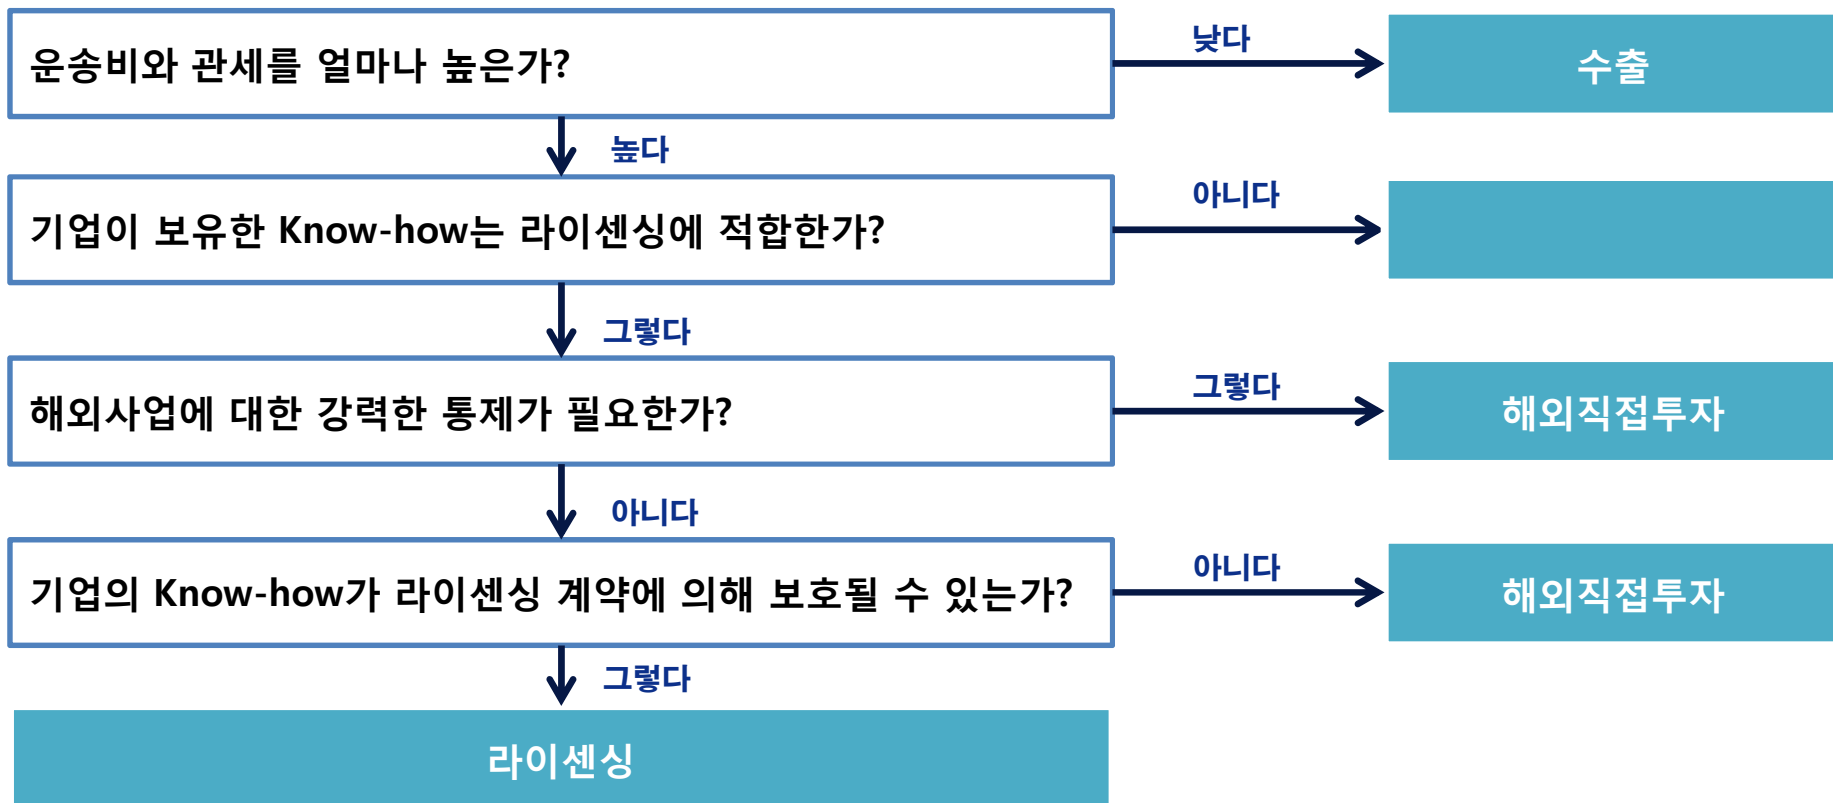 운송비와 관세를 얼마나 높은가?
낮다
수출
높다
기업이 보유한 Know-how는 라이센싱에 적합한가?
아니다
그렇다
해외사업에 대한 강력한 통제가 필요한가?
그렇다
해외직접투자
아니다
기업의 Know-how가 라이센싱 계약에 의해 보호될 수 있는가?
아니다
해외직접투자
그렇다
라이센싱